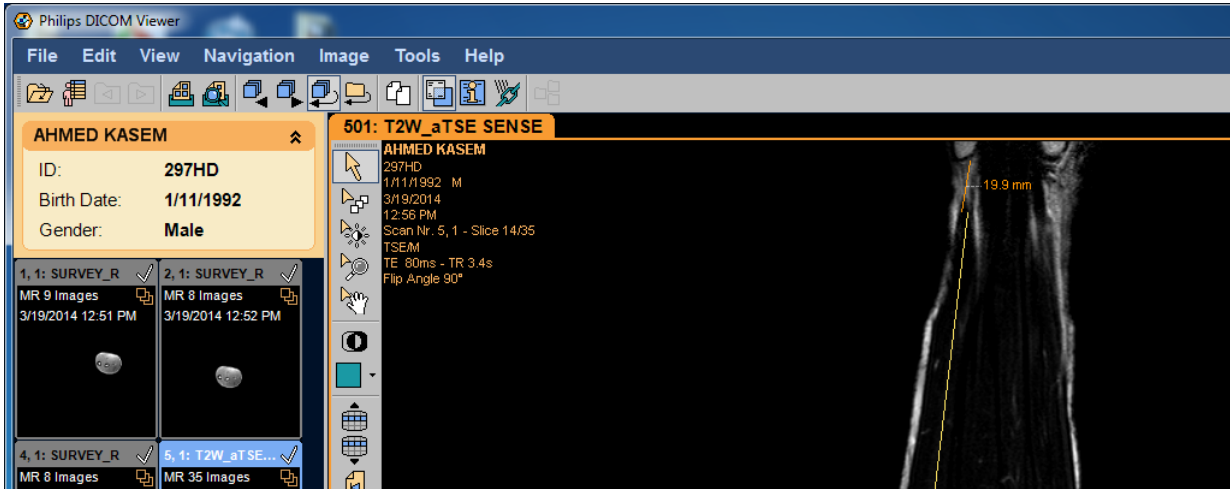 Philips DICOM Viewer
File Edit View Navigation Image Tools Help
AHMED KASEM
ID: 297HD
Birth Date: 1/11/1992
Gender: Male
1, 1: SURVEY_R
MR 9 Images
3/19/2014 12:51 PM
2, 1: SURVEY_R
MR 8 Images
3/19/2014 12:52 PM
4, 1: SURVEY_R
MR 8 Images
5, 1: T2W_aTSE...
MR 35 Images
501: T2W_aTSE SENSE
AHMED KASEM
297HD
1/11/1992 M
3/19/2014
12:56 PM
Scan Nr. 5, 1 - Slice 14/35
TSE/M
TE 80ms - TR 3.4s
Flip Angle 90°
19.9 mm